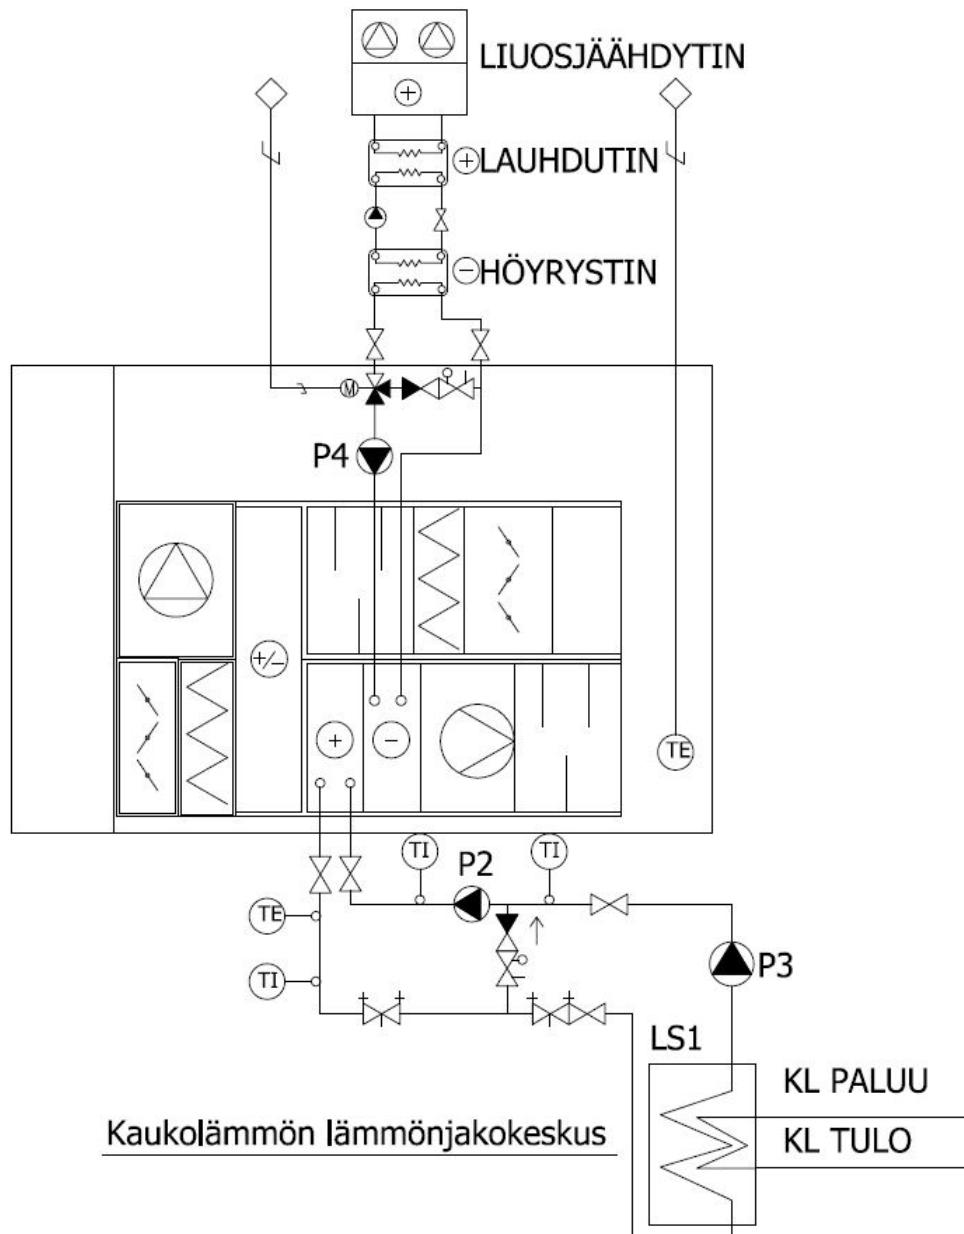 LIUOSJÄÄHDYTIN
+
+ LAUHDUTIN
− HÖYRYSTIN
M
P4
+/−
+ −
TE
TI P2 TI
TE
TI
P3
LS1
KL PALUU
Kaukolämmön lämmönjakokeskus
KL TULO